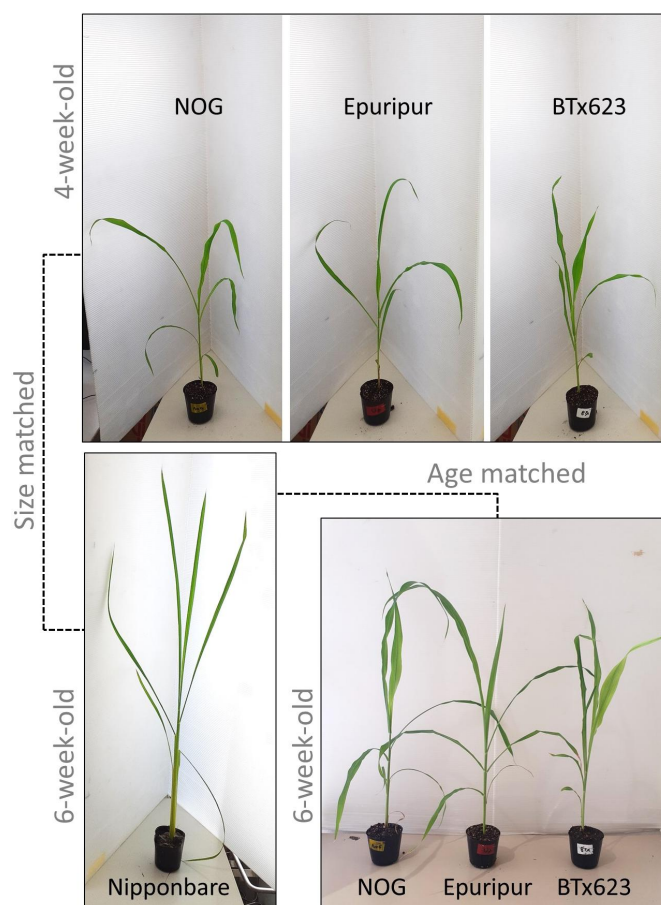 4-week-old
NOG
Epuripur
BTx623
Size matched
Age matched
6-week-old
Nipponbare
6-week-old
NOG
Epuripur
BTx623